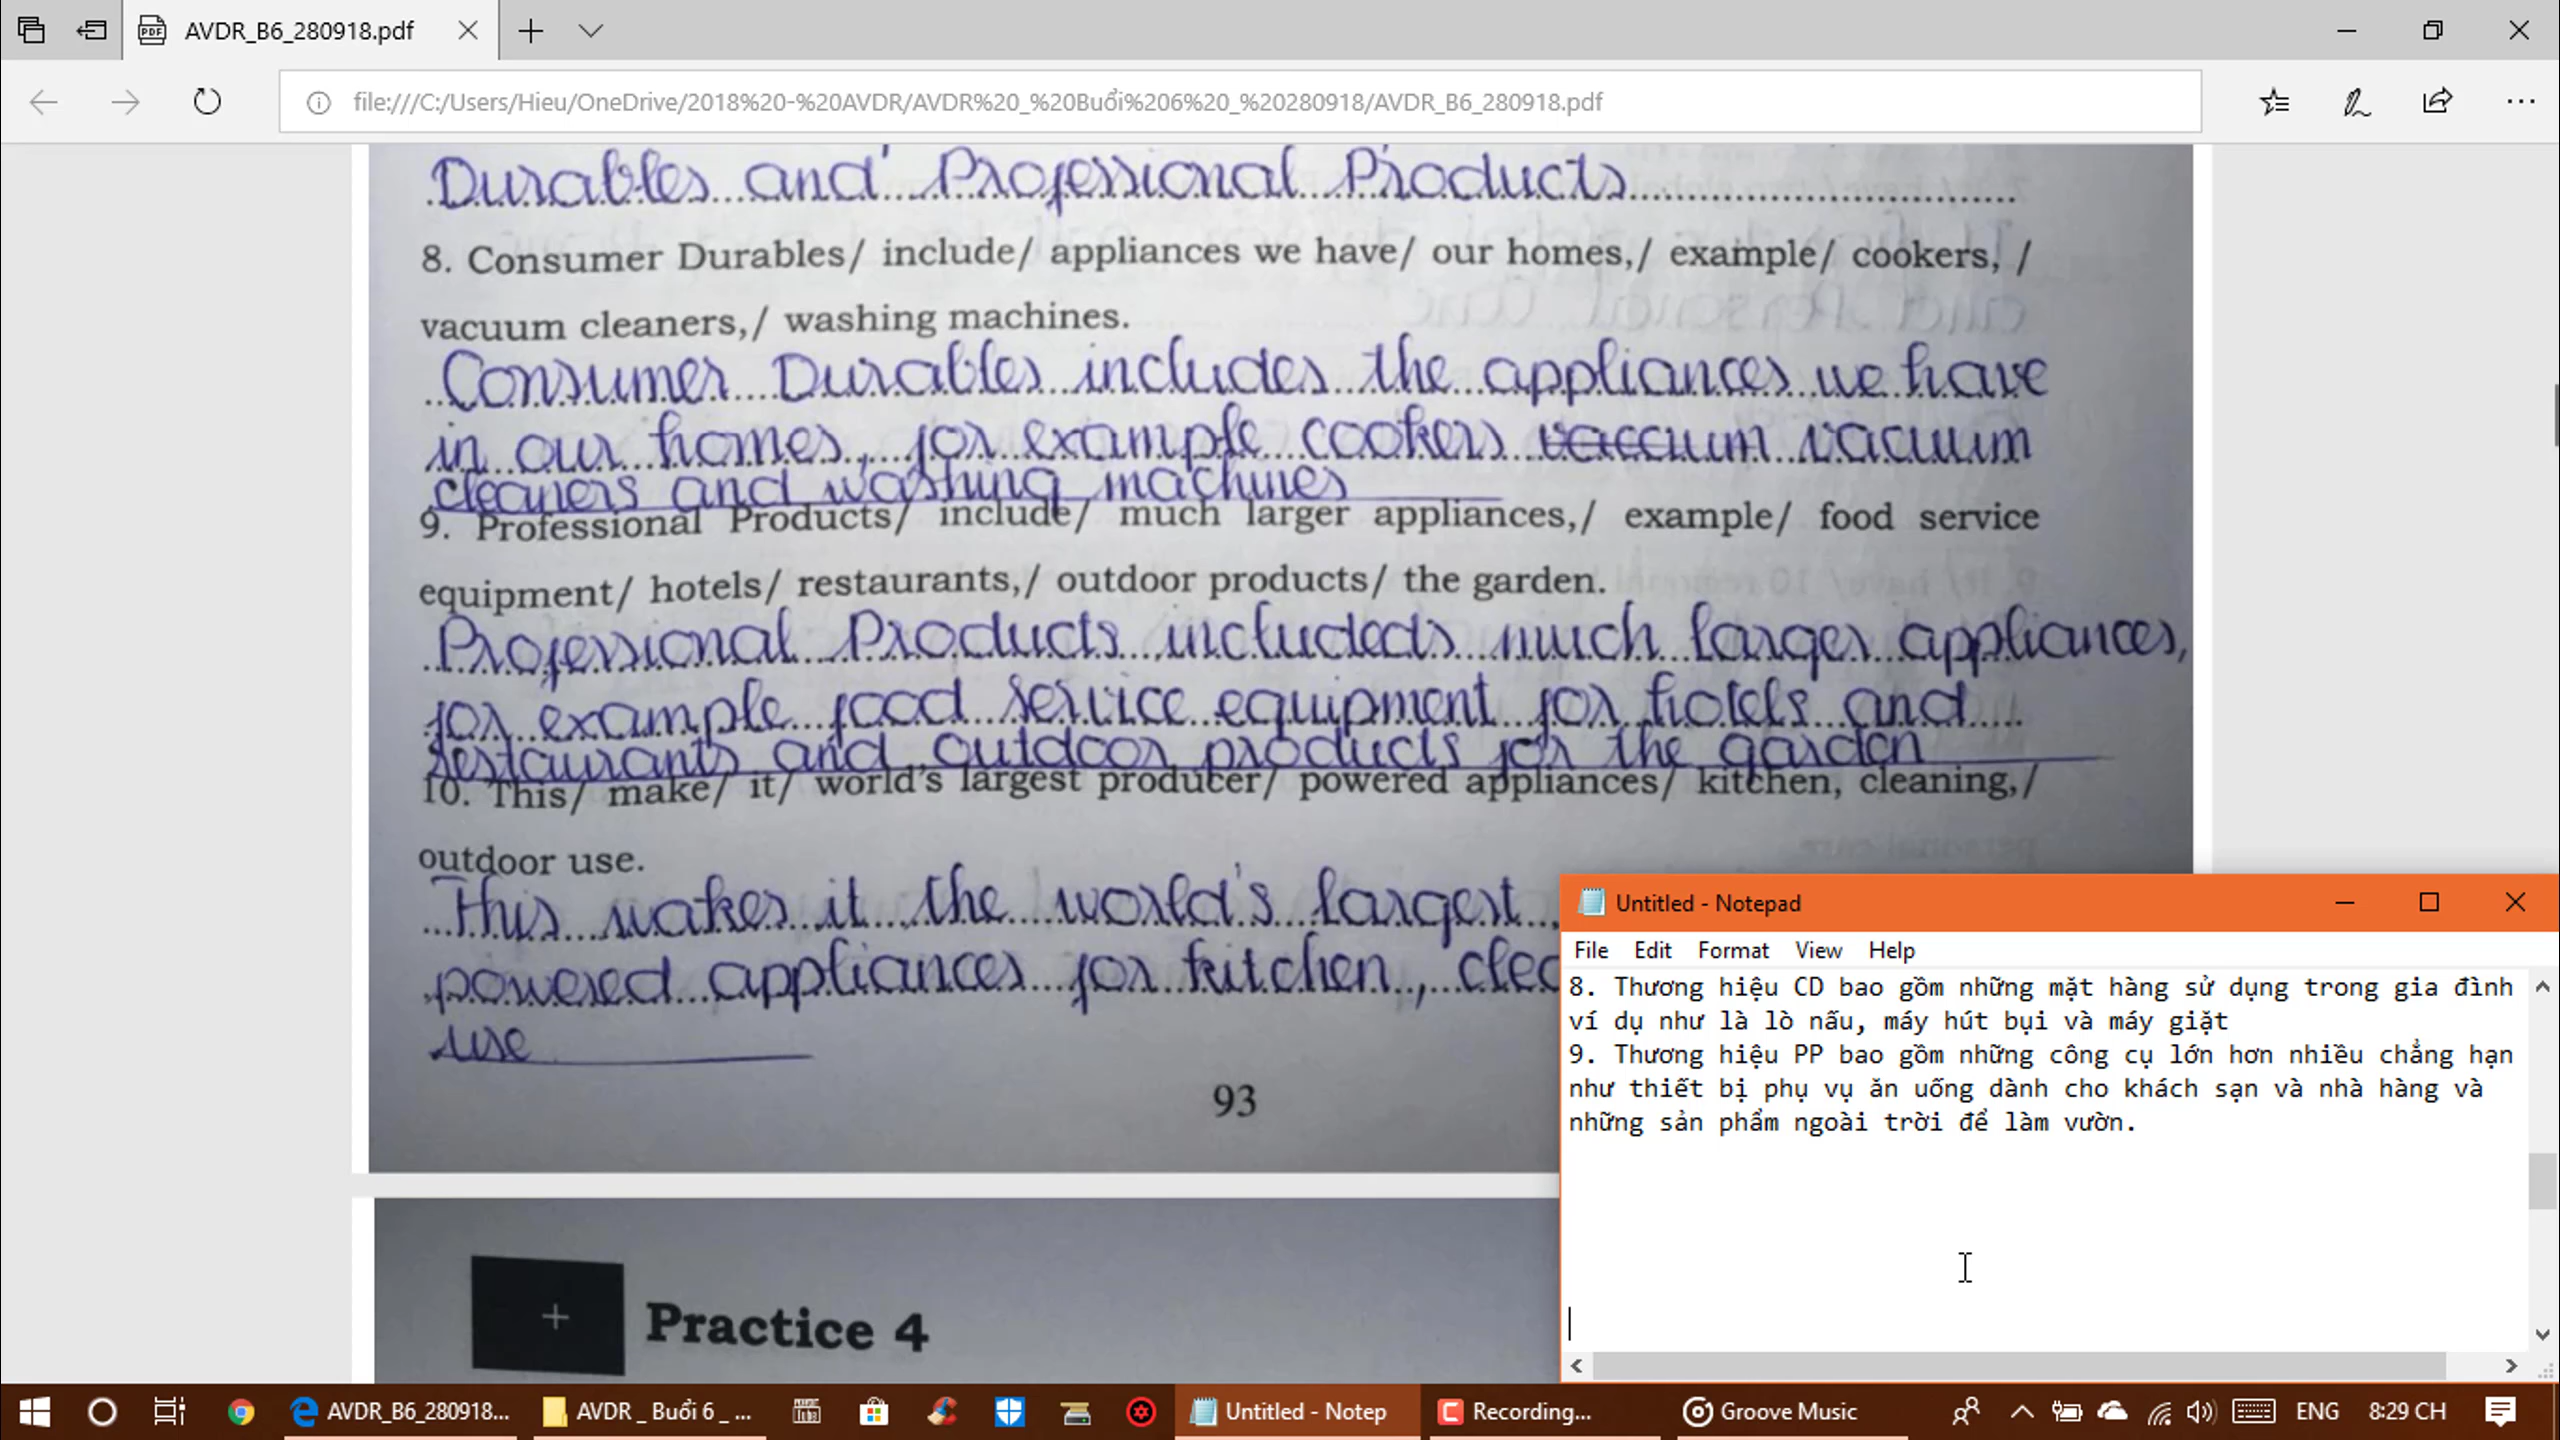 AVDR_B6_280918.pdf
file:///C:/Users/Hieu/OneDrive/2018%20-%20AVDR/AVDR%20_%20Buổi%206%20_%20280918/AVDR_B6_280918.pdf
Durables and Professional Products
8. Consumer Durables/ include/ appliances we have/ our homes,/ example/ cookers, /
vacuum cleaners,/ washing machines.
Consumer Durables includes the appliances we have
in our homes, for example cookers vaccuum vacuum
cleaners and washing machines
9. Professional Products/ include/ much larger appliances,/ example/ food service
equipment/ hotels/ restaurants,/ outdoor products/ the garden.
Professional Products includeds much larger appliances,
for example food service equipment for hotels and
restaurants and outdoor products for the garden
10. This/ make/ it/ world's largest producer/ powered appliances/ kitchen, cleaning,/
outdoor use.
This makes it the world's largest
powered appliances for kitchen, clea
use
93
Practice 4
Untitled - Notepad
File Edit Format View Help
8. Thương hiệu CD bao gồm những mặt hàng sử dụng trong gia đình
ví dụ như là lò nấu, máy hút bụi và máy giặt
9. Thương hiệu PP bao gồm những công cụ lớn hơn nhiều chẳng hạn
như thiết bị phụ vụ ăn uống dành cho khách sạn và nhà hàng và
những sản phẩm ngoài trời để làm vườn.
AVDR_B6_280918... AVDR _ Buổi 6 _ ... Untitled - Notep Recording... Groove Music ENG 8:29 CH